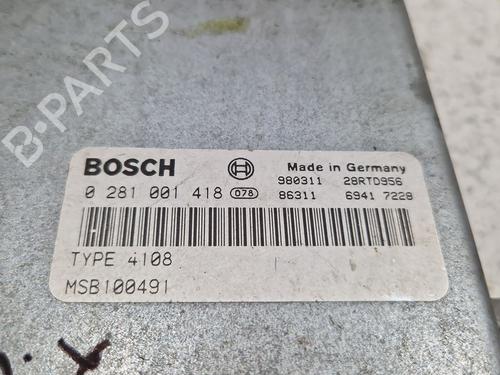 B-PARTS
BOSCH
Made in Germany
0 281 001 418 078
980311 28RTD956
86311 6941 7228
TYPE 4108
MSB100491